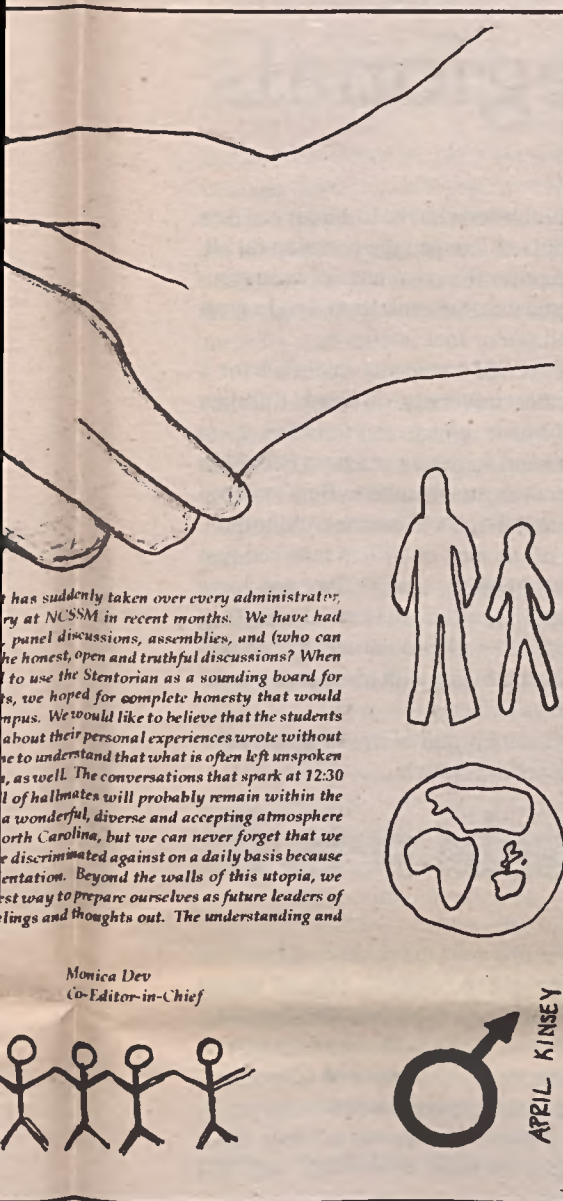 t has suddenly taken over every administrator,
ry at NCSSM in recent months. We have had
, panel discussions, assemblies, and (who can
he honest, open and truthful discussions? When
l to use the Stentorian as a sounding board for
ts, we hoped for complete honesty that would
mpus. We would like to believe that the students
about their personal experiences wrote without
ne to understand that what is often left unspoken
n, as well. The conversations that spark at 12:30
ll of hallmates will probably remain within the
a wonderful, diverse and accepting atmosphere
orth Carolina, but we can never forget that we
e discriminated against on a daily basis because
entation. Beyond the walls of this utopia, we
est way to prepare ourselves as future leaders of
elings and thoughts out. The understanding and
Monica Dev
Co-Editor-in-Chief
APRIL KINSEY